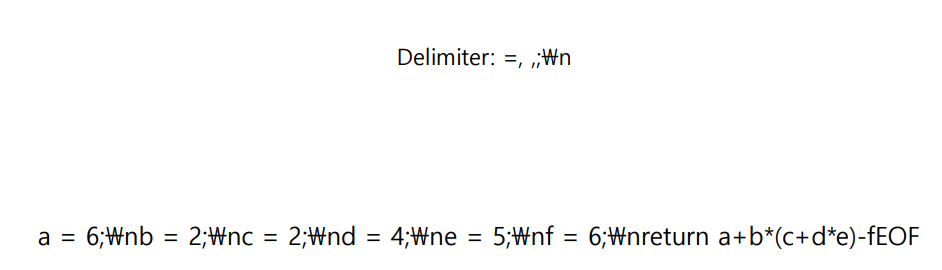 Delimiter: =, ,;₩n
a = 6;₩nb = 2;₩nc = 2;₩nd = 4;₩ne = 5;₩nf = 6;₩nreturn a+b*(c+d*e)-fEOF